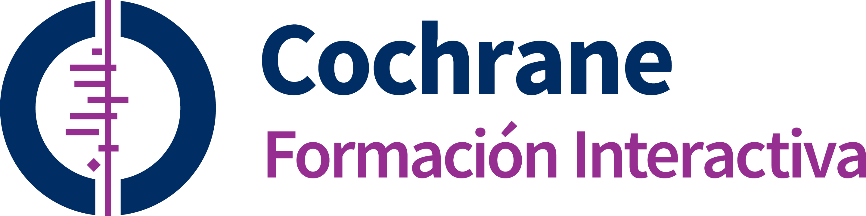 Cochrane
Formación Interactiva